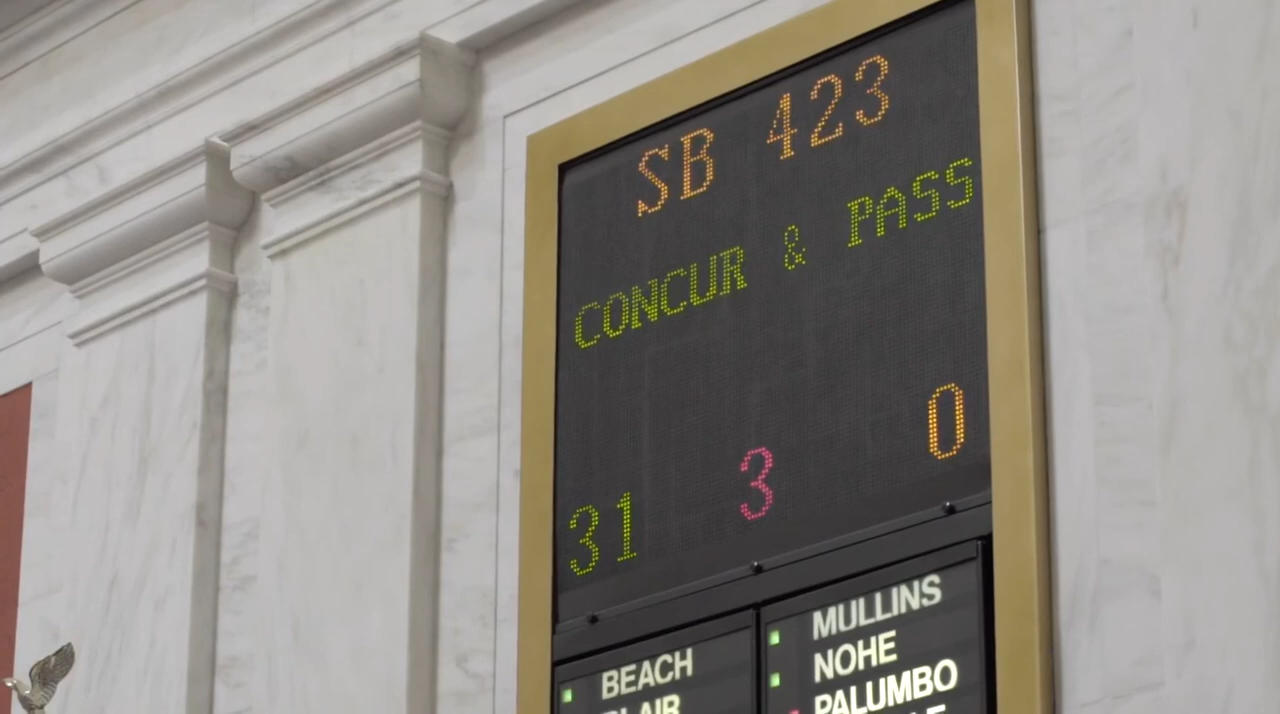 SB 423
CONCUR & PASS
31 3 0
BEACH
MULLINS
NOHE
PALUMBO